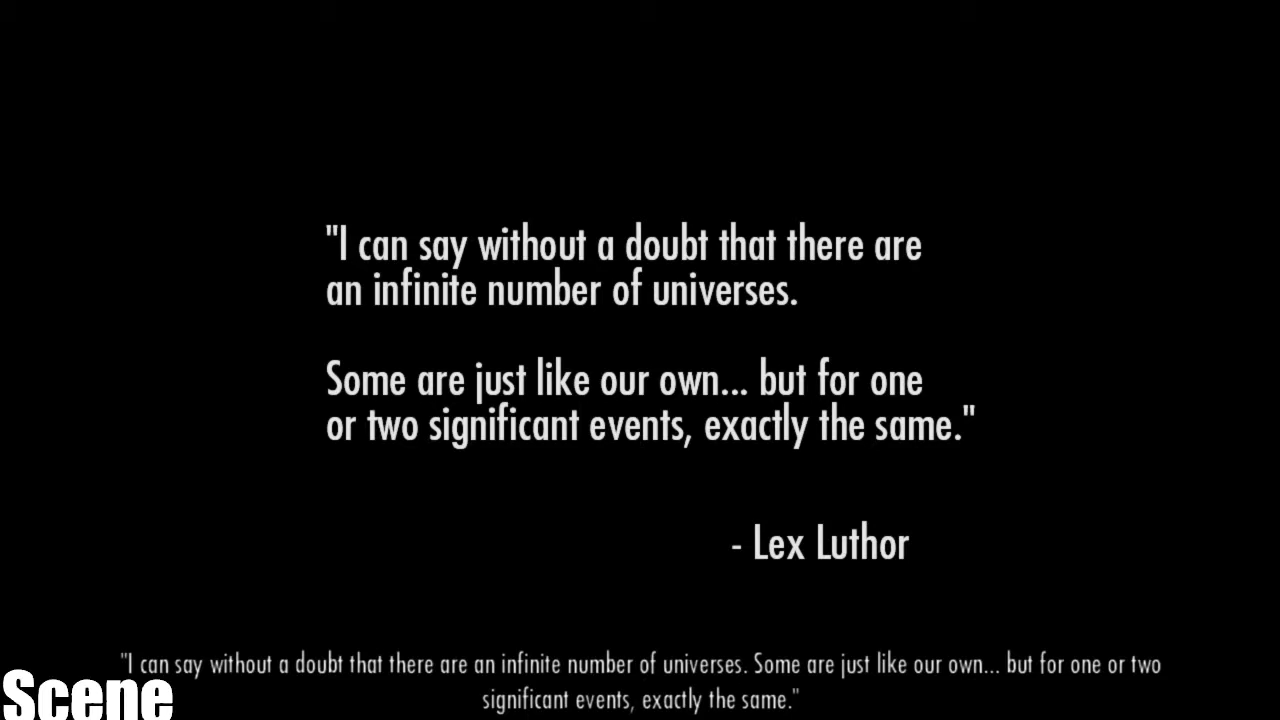 "I can say without a doubt that there are
an infinite number of universes.
Some are just like our own... but for one
or two significant events, exactly the same."
- Lex Luthor
"I can say without a doubt that there are an infinite number of universes. Some are just like our own... but for one or two
significant events, exactly the same."
Scene